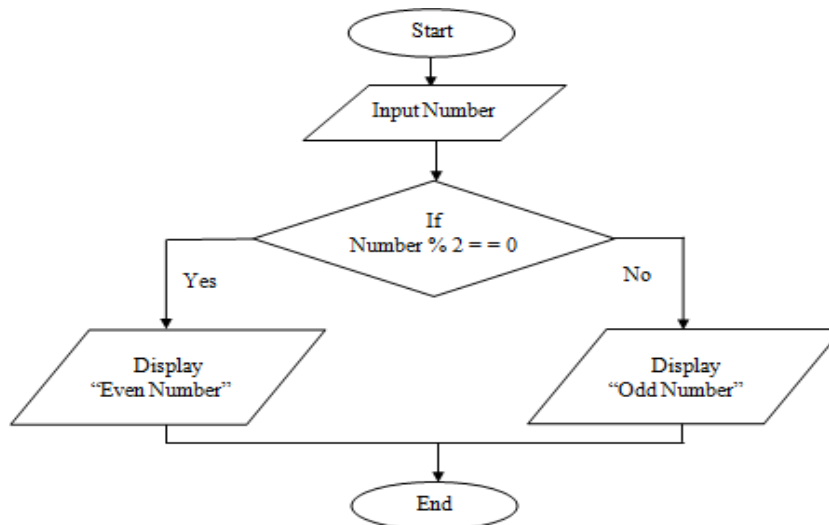 Start
Input Number
If
Number % 2 = = 0
Yes
No
Display
“Even Number”
Display
“Odd Number”
End